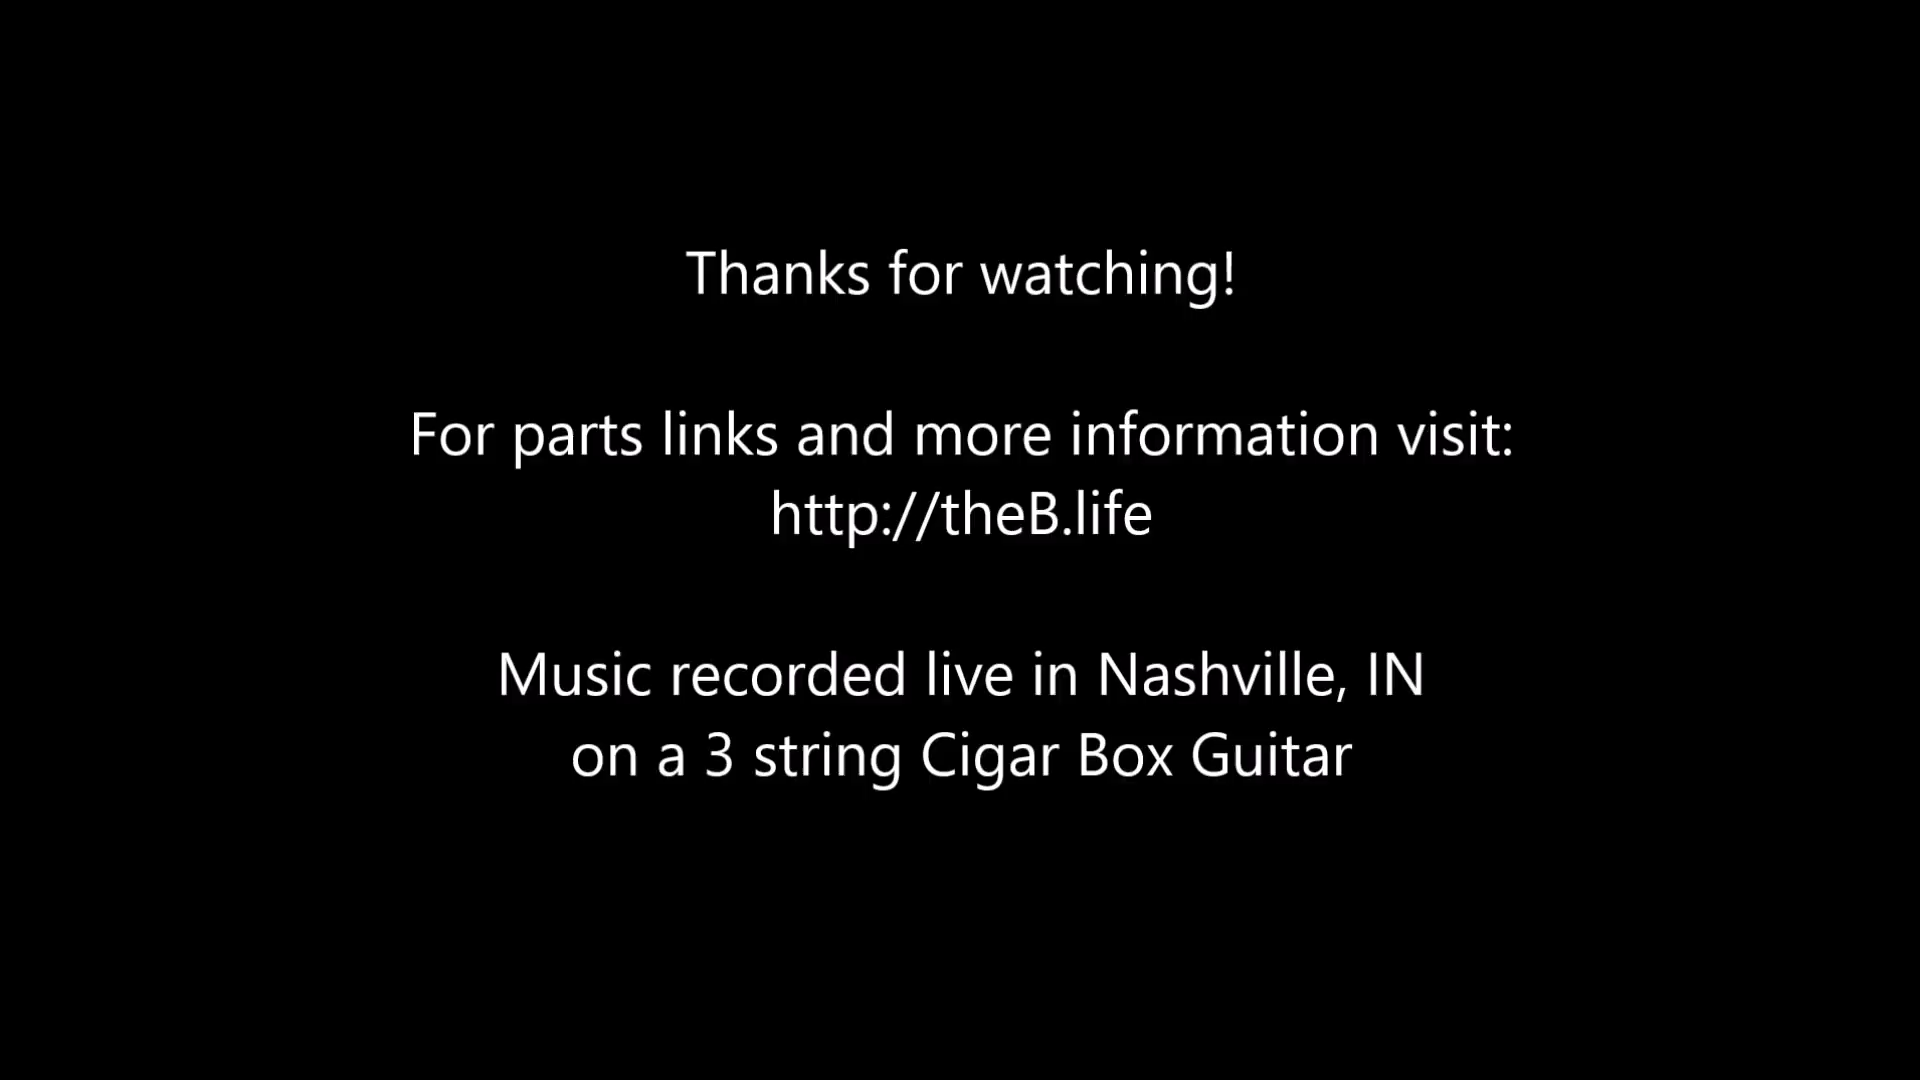 Thanks for watching!
For parts links and more information visit:
http://theB.life
Music recorded live in Nashville, IN
on a 3 string Cigar Box Guitar